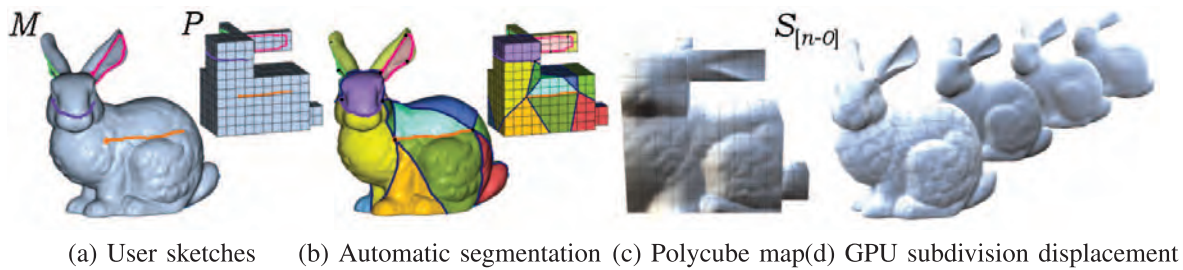 M P S[n-0]
(a) User sketches (b) Automatic segmentation (c) Polycube map(d) GPU subdivision displacement